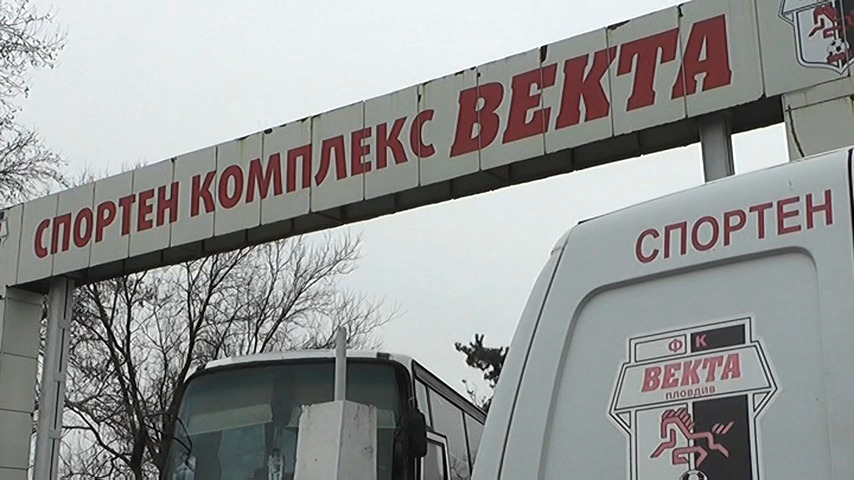 СПОРТЕН КОМПЛЕКС ВЕКТА
СПОРТЕН
ФК
ВЕКТА
ПЛОВДИВ